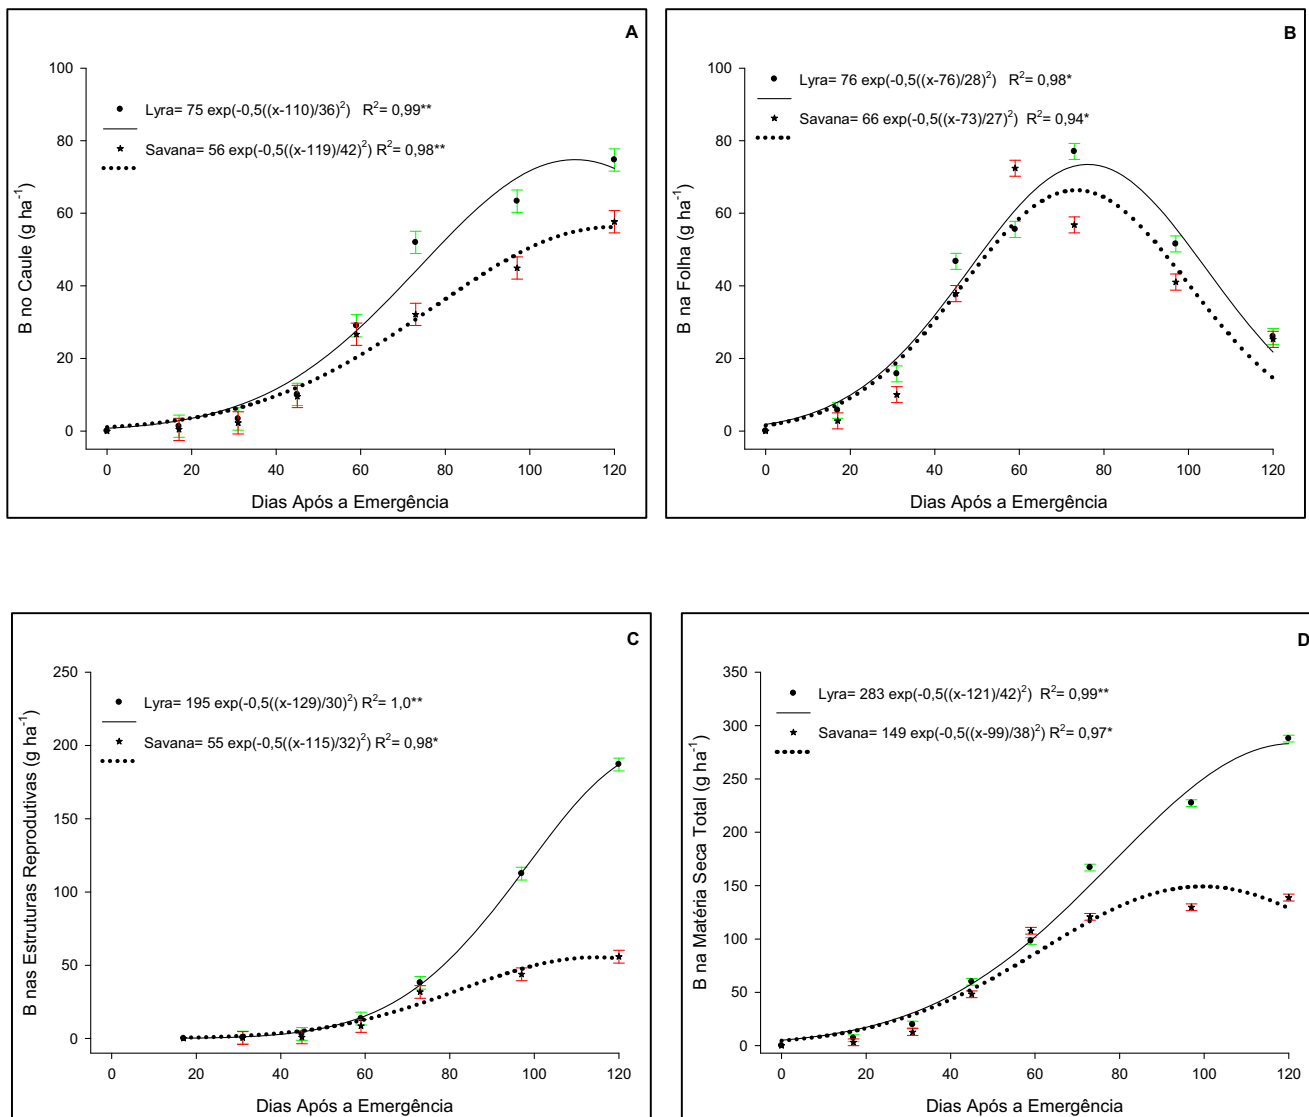 A
B no Caule (g ha⁻¹)
100
80
60
40
20
0
Lyra= 75 exp(-0,5((x-110)/36)²) R²= 0,99**
Savana= 56 exp(-0,5((x-119)/42)²) R²= 0,98**
0 20 40 60 80 100 120
Dias Após a Emergência
B
B na Folha (g ha⁻¹)
100
80
60
40
20
0
Lyra= 76 exp(-0,5((x-76)/28)²) R²= 0,98*
Savana= 66 exp(-0,5((x-73)/27)²) R²= 0,94*
0 20 40 60 80 100 120
Dias Após a Emergência
C
B nas Estruturas Reprodutivas (g ha⁻¹)
250
200
150
100
50
0
Lyra= 195 exp(-0,5((x-129)/30)²) R²= 1,0**
Savana= 55 exp(-0,5((x-115)/32)²) R²= 0,98*
0 20 40 60 80 100 120
Dias Após a Emergência
D
B na Matéria Seca Total (g ha⁻¹)
350
300
250
200
150
100
50
0
Lyra= 283 exp(-0,5((x-121)/42)²) R²= 0,99**
Savana= 149 exp(-0,5((x-99)/38)²) R²= 0,97*
0 20 40 60 80 100 120
Dias Após a Emergência